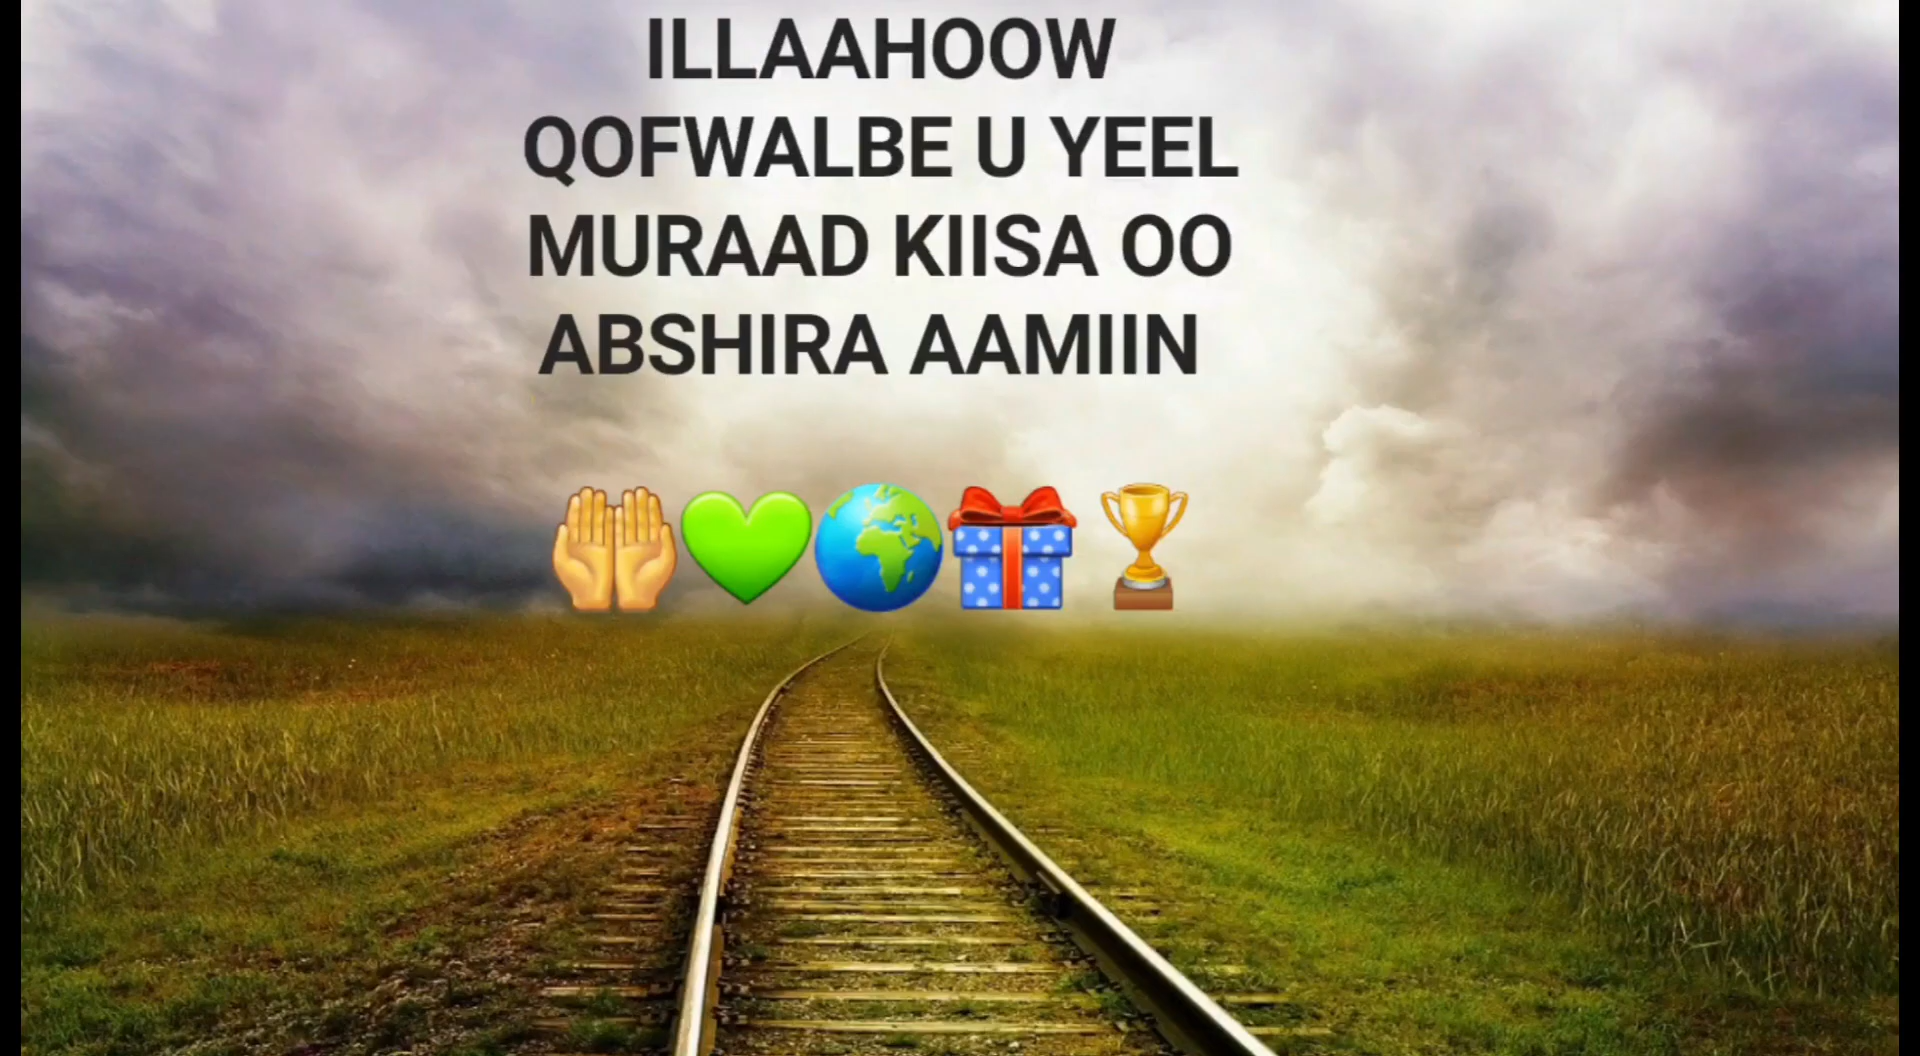 ILLAAHOOW
QOFWALBE U YEEL
MURAAD KIISA OO
ABSHIRA AAMIIN
🤲💚🌍🎁🏆